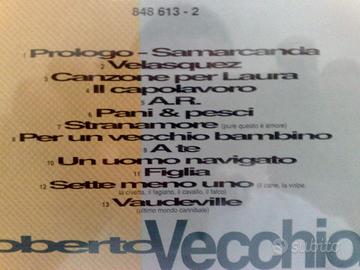 848 613 - 2
1 Prologo - Samarcanda
2 Velasquez
3 Canzone per Laura
4 Il capolavoro
5 A.R.
6 Pani & pesci
7 Stranamore (pure questo è amore)
8 Per un vecchio bambino
9 A te
10 Un uomo navigato
11 Figlia
12 Sette meno uno (il cane, la volpe,
la civetta, il fagiano, il cavallo, il falco)
13 Vaudeville
(ultimo mondo cannibale)
oberto Vecchio
subito